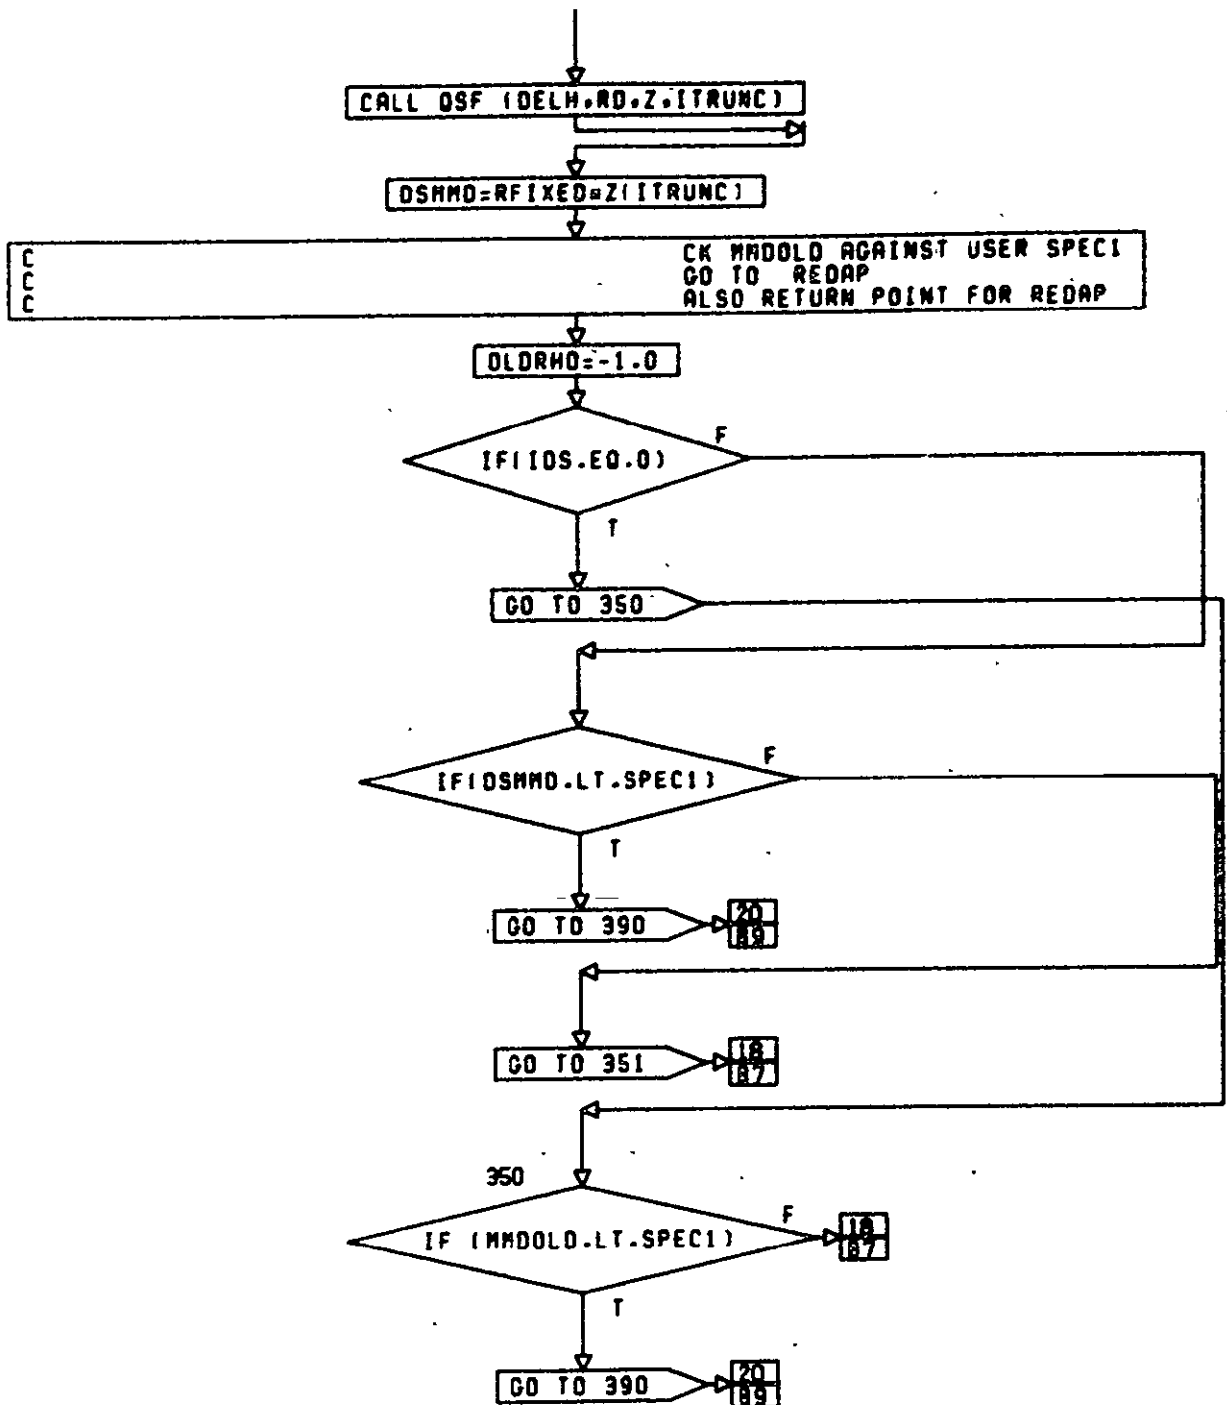 CALL QSF (DELH.RD.Z.ITRUNC)
DSMMD=RFIXED*Z(ITRUNC)
C CK MMDOLD AGAINST USER SPEC1
C GO TO REDAP
C ALSO RETURN POINT FOR REDAP
OLDRHO=-1.0
IF(IDS.EQ.0)
F
T
GO TO 350
IF(DSMMD.LT.SPEC1)
F
T
GO TO 390
20
89
GO TO 351
18
87
350
IF (MMDOLD.LT.SPEC1)
F
18
87
T
GO TO 390
20
89